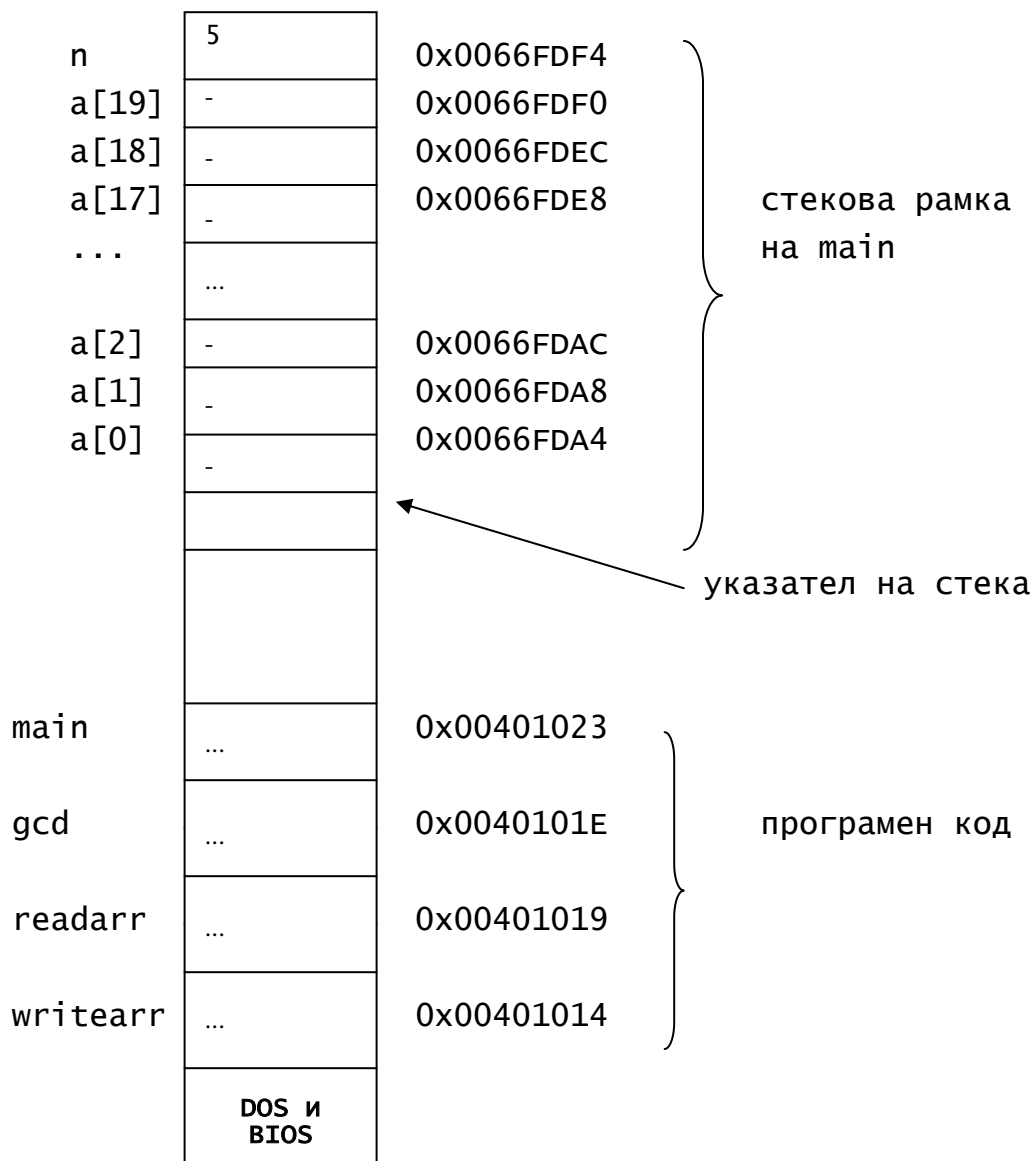 n 5 0x0066FDF4
a[19] - 0x0066FDF0
a[18] - 0x0066FDEC
a[17] - 0x0066FDE8 стекова рамка
... на main
...
a[2] - 0x0066FDAC
a[1] - 0x0066FDA8
a[0] - 0x0066FDA4
указател на стека
main ... 0x00401023
gcd ... 0x0040101E програмен код
readarr ... 0x00401019
writearr ... 0x00401014
DOS и
BIOS